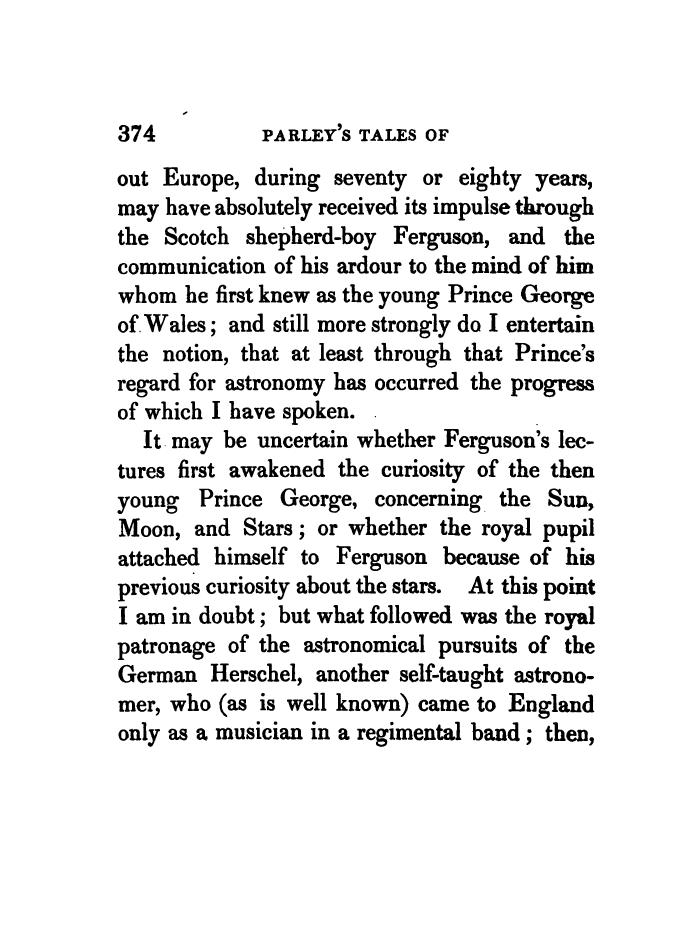 374 PARLEY'S TALES OF
out Europe, during seventy or eighty years,
may have absolutely received its impulse through
the Scotch shepherd-boy Ferguson, and the
communication of his ardour to the mind of him
whom he first knew as the young Prince George
of Wales; and still more strongly do I entertain
the notion, that at least through that Prince's
regard for astronomy has occurred the progress
of which I have spoken.
It may be uncertain whether Ferguson's lec-
tures first awakened the curiosity of the then
young Prince George, concerning the Sun,
Moon, and Stars; or whether the royal pupil
attached himself to Ferguson because of his
previous curiosity about the stars. At this point
I am in doubt; but what followed was the royal
patronage of the astronomical pursuits of the
German Herschel, another self-taught astrono-
mer, who (as is well known) came to England
only as a musician in a regimental band; then,